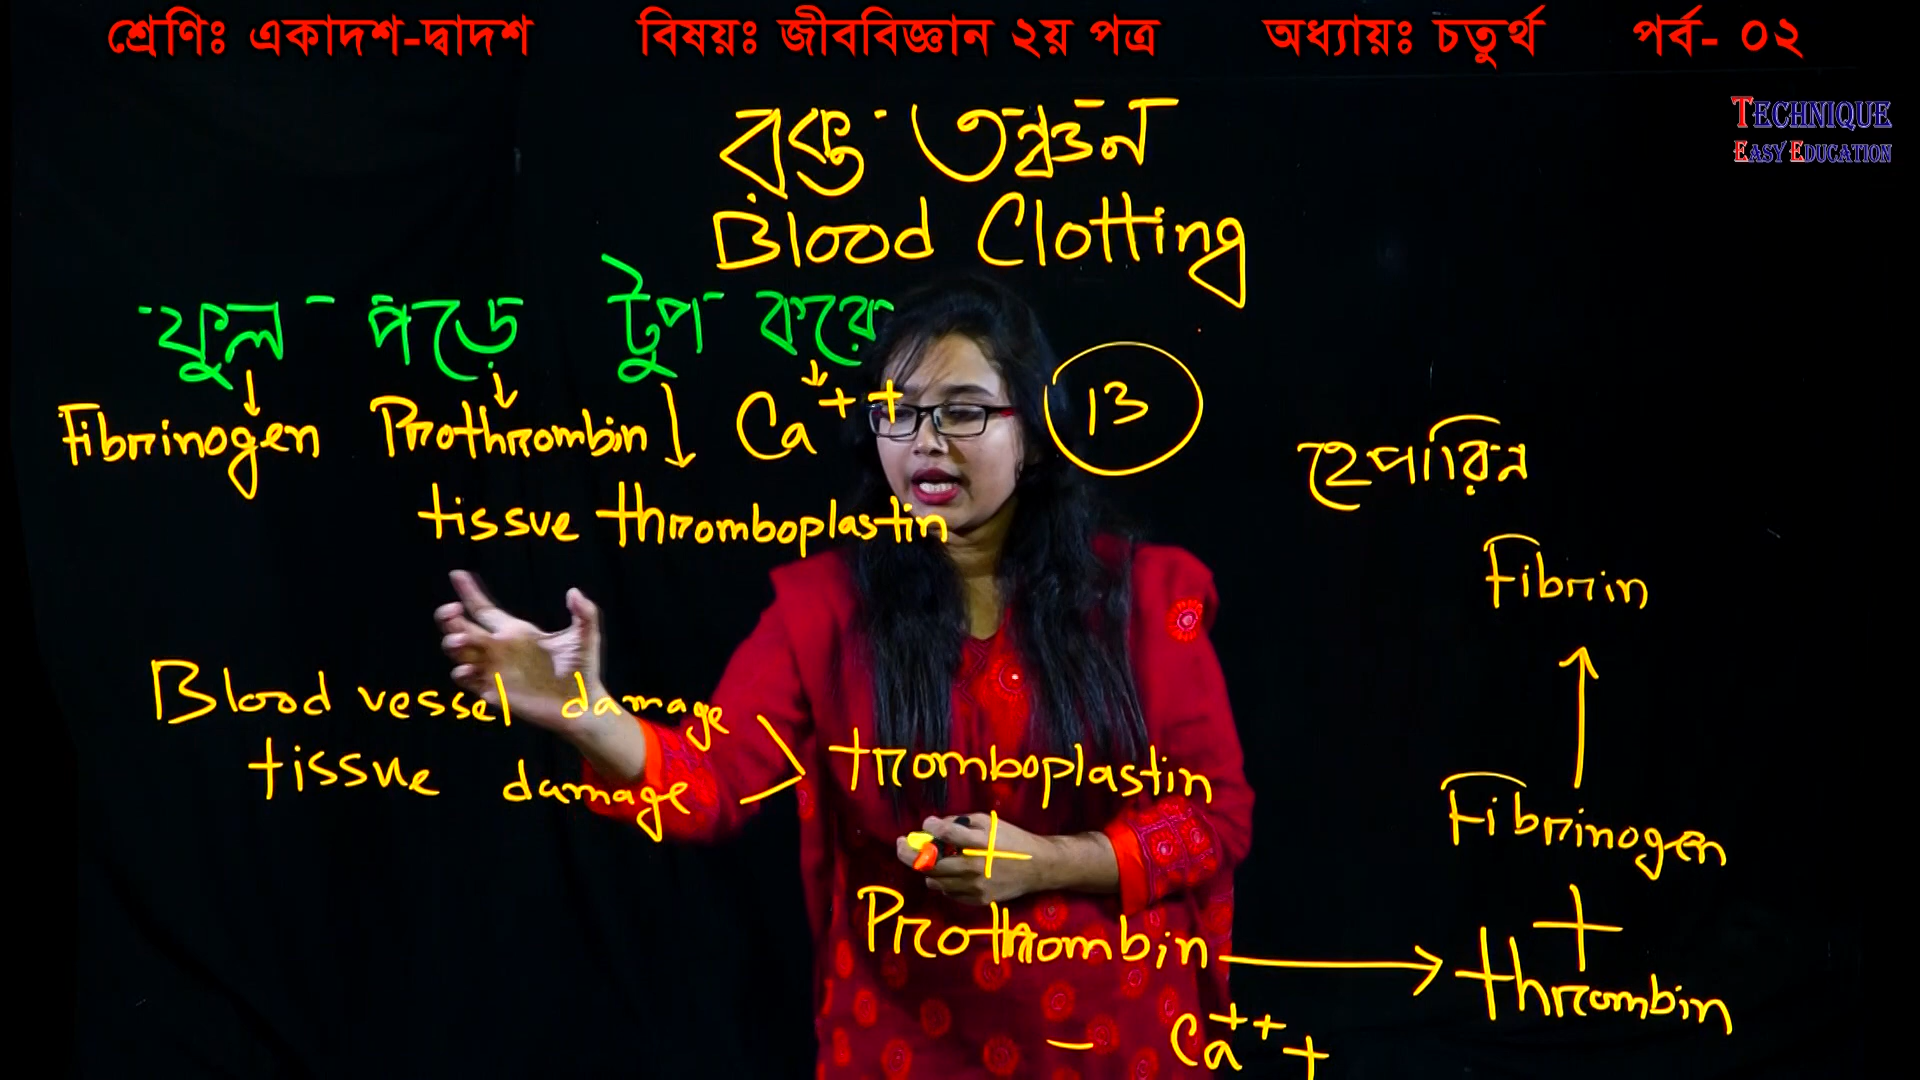 শ্রেণিঃ একাদশ-দ্বাদশ বিষয়ঃ জীববিজ্ঞান ২য় পত্র অধ্যায়ঃ চতুর্থ পর্ব- ০২
TECHNIQUE
EASY EDUCATION
রক্ত তঞ্চন
Blood Clotting
ফুল পড়ে টুপ করে
Fibrinogen Prothrombin Ca++
13
tissue thromboplastin
হেপারিন
Fibrin
Blood vessel damage
tissue damage
tromboplastin
+
Fibrinogen
+
Prothrombin
thrombin
- Ca++ +